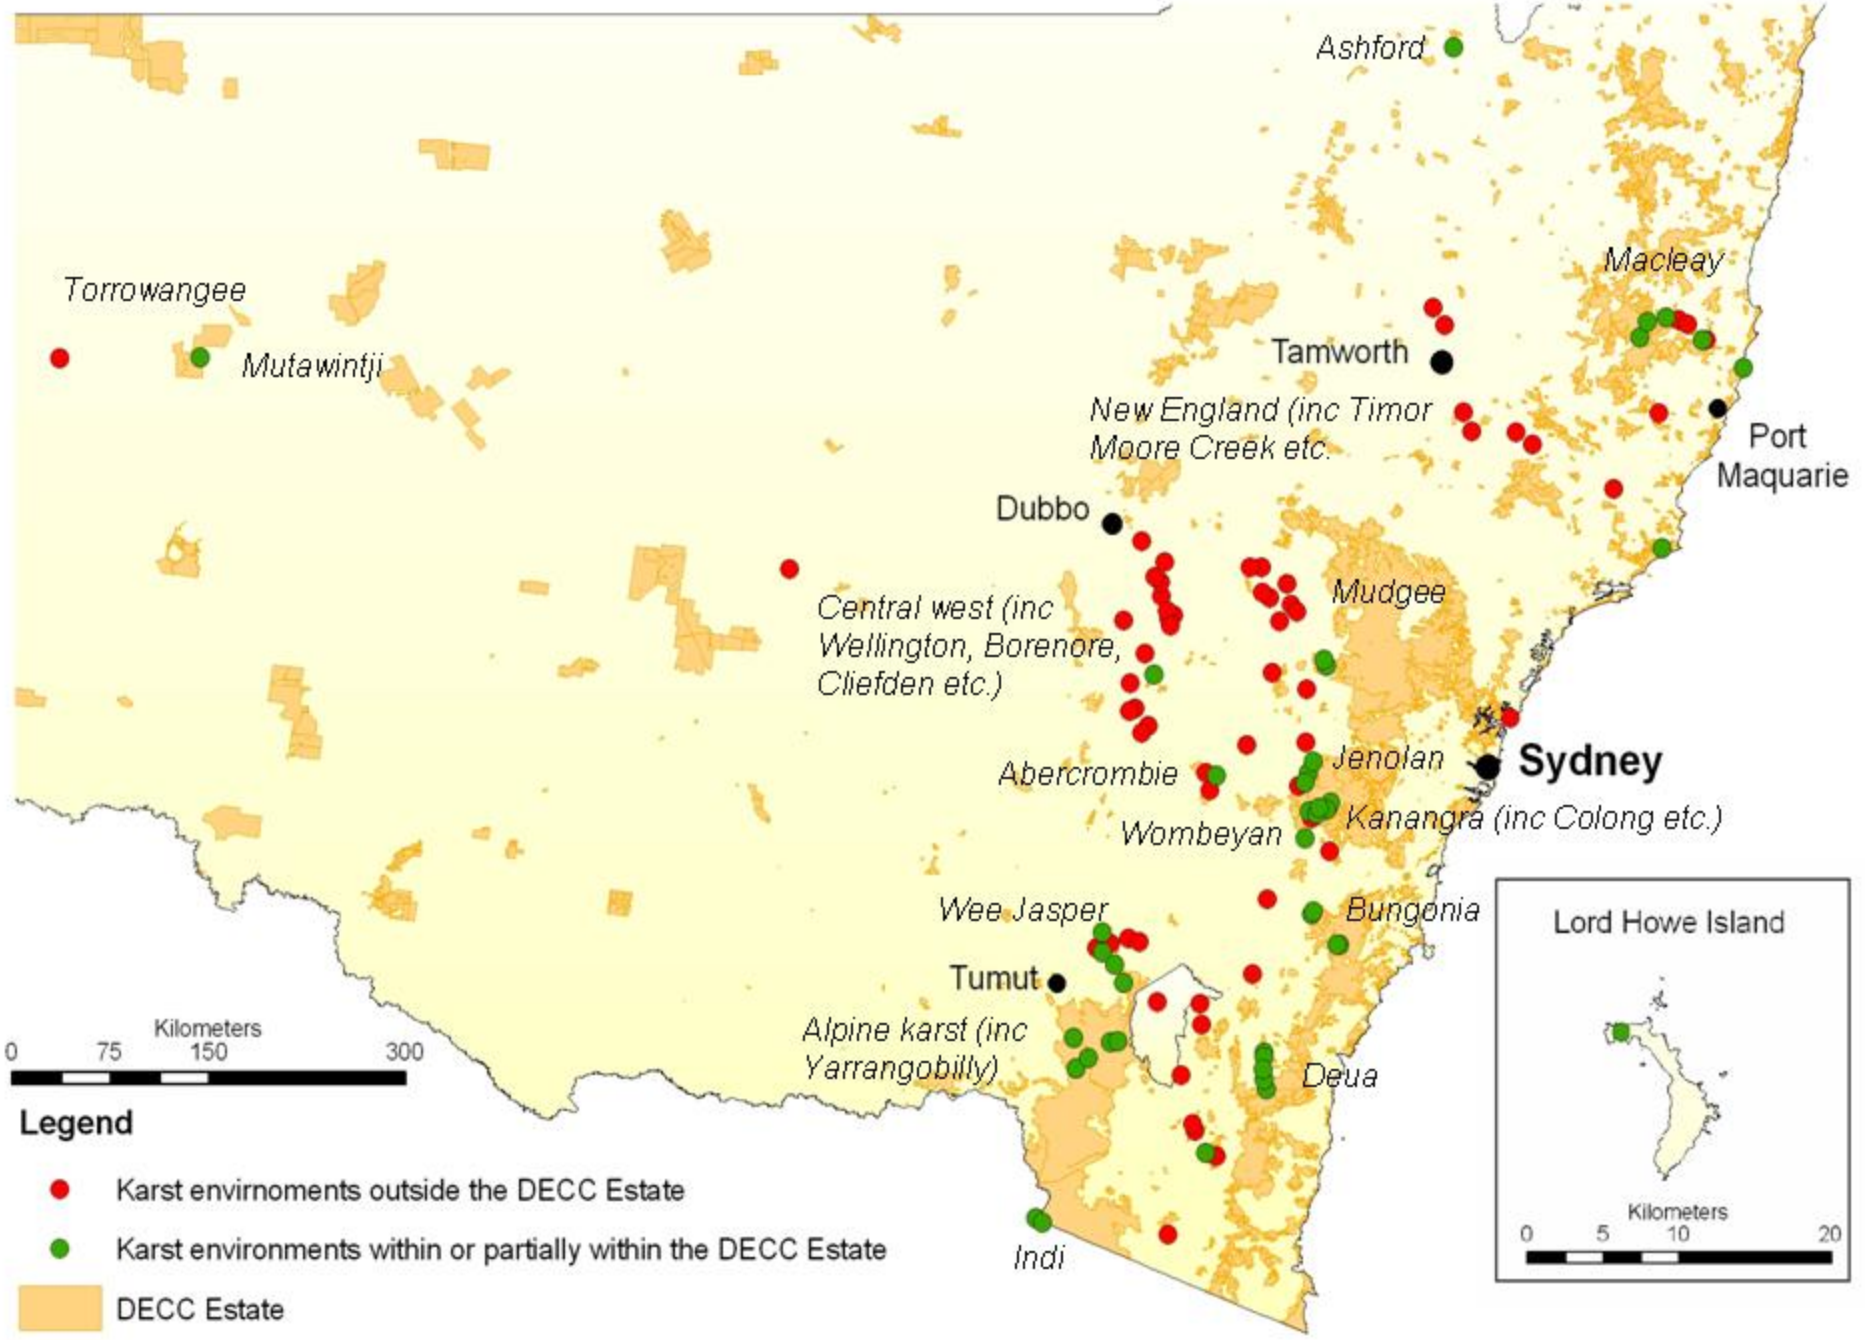 Ashford
Macleay
Torrowangee
Mutawintji
Tamworth
New England (inc Timor
Moore Creek etc.
Port
Maquarie
Dubbo
Central west (inc
Wellington, Borenore,
Cliefden etc.)
Mudgee
Sydney
Jenolan
Abercrombie
Kanangra (inc Colong etc.)
Wombeyan
Wee Jasper
Bungonia
Tumut
Alpine karst (inc
Yarrangobilly)
Deua
Indi
Lord Howe Island
Kilometers
0 5 10 20
Kilometers
0 75 150 300
Legend
Karst envirnoments outside the DECC Estate
Karst environments within or partially within the DECC Estate
DECC Estate